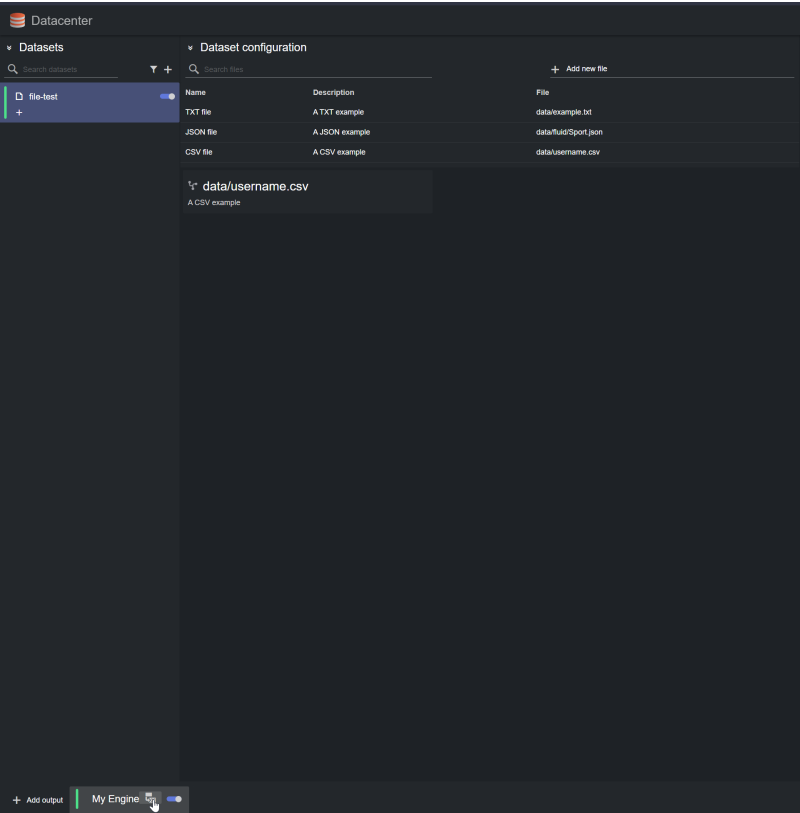 Datacenter
Datasets
Dataset configuration
Search datasets
Search files
Add new file
file-test
Name Description File
TXT file A TXT example data/example.txt
JSON file A JSON example data/fluid/Sport.json
CSV file A CSV example data/username.csv
data/username.csv
A CSV example
Add output
My Engine